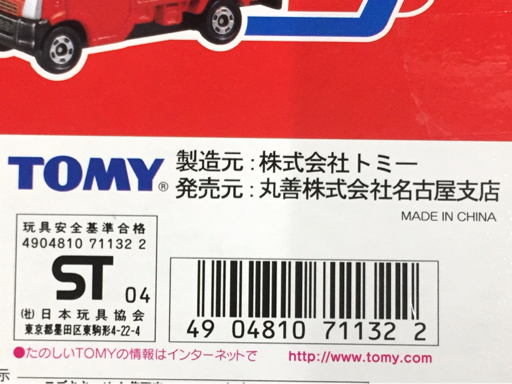 TOMY®
製造元:株式会社トミー
発売元:丸善株式会社名古屋支店
MADE IN CHINA
玩具安全基準合格
4904810 71132 2
ST 04
(社)日本玩具協会
東京都墨田区東駒形4-22-4
4 904810 711322
●たのしいTOMYの情報はインターネットで http://www.tomy.com/
示